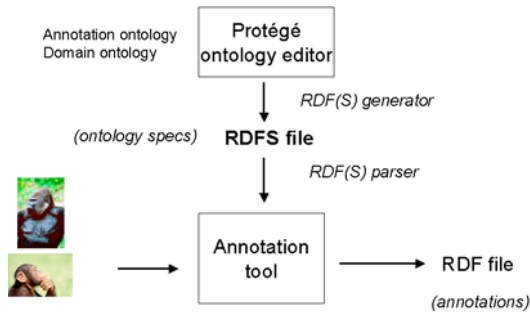 Annotation ontology
Domain ontology
Protégé
ontology editor
RDF(S) generator
(ontology specs)
RDFS file
RDF(S) parser
Annotation
tool
RDF file
(annotations)